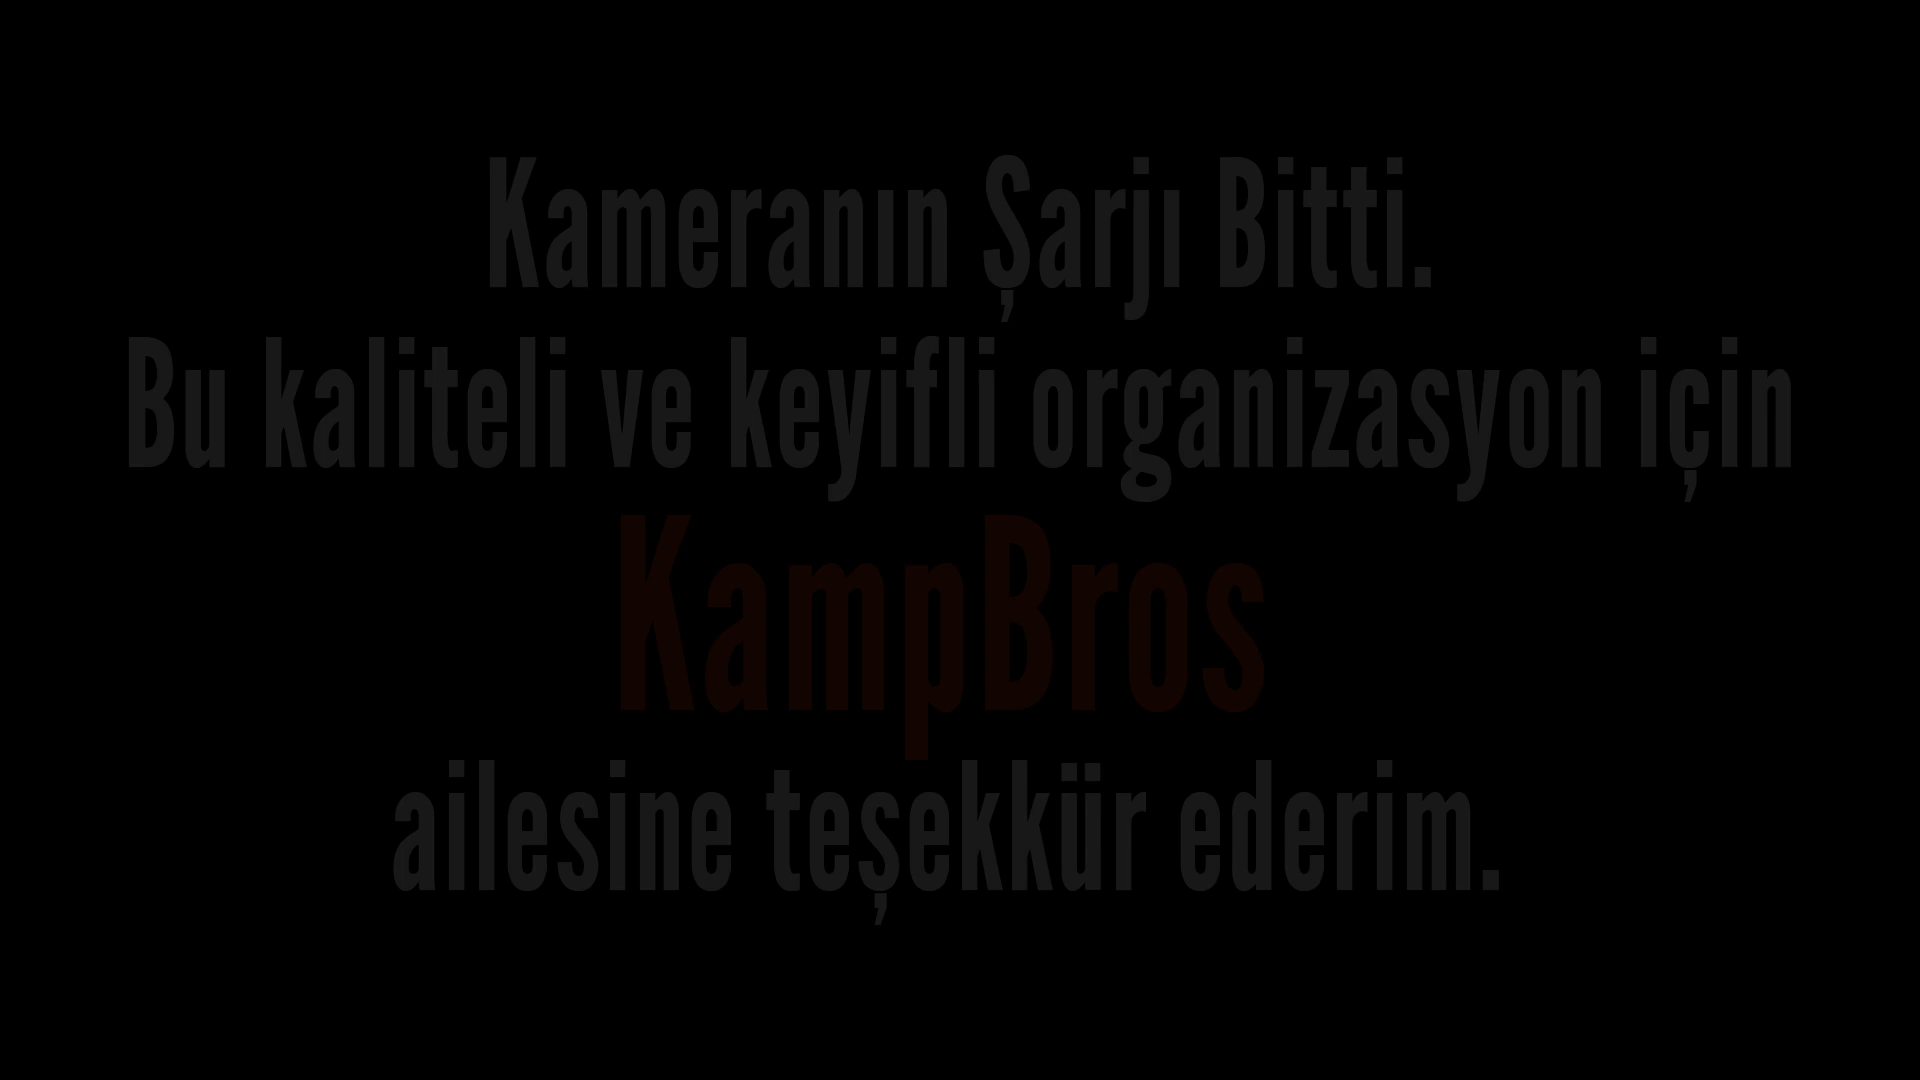 Kameranın Şarjı Bitti.
Bu kaliteli ve keyifli organizasyon için
KampBros
ailesine teşekkür ederim.